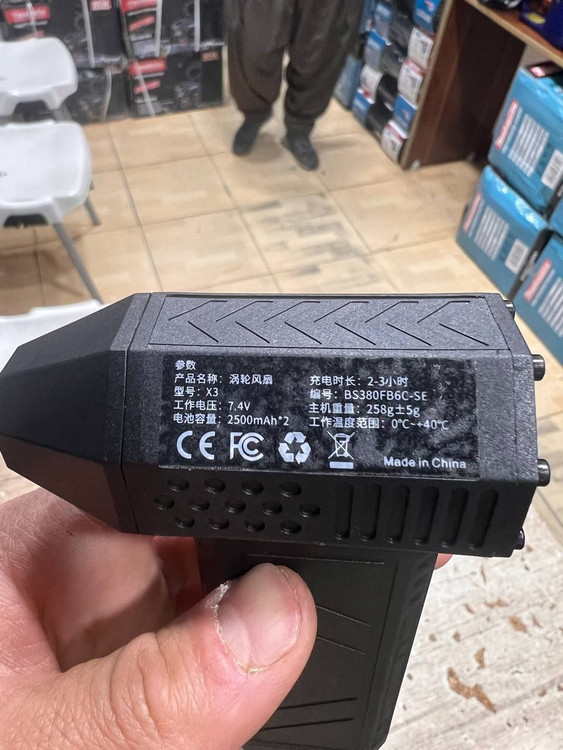 参数
产品名称：涡轮风扇
型号：X3
工作电压：7.4V
电池容量：2500mAh*2
充电时长：2-3小时
编号：BS380FB6C-SE
主机重量：258g±5g
工作温度范围：0℃~+40℃
CE FC
Made in China